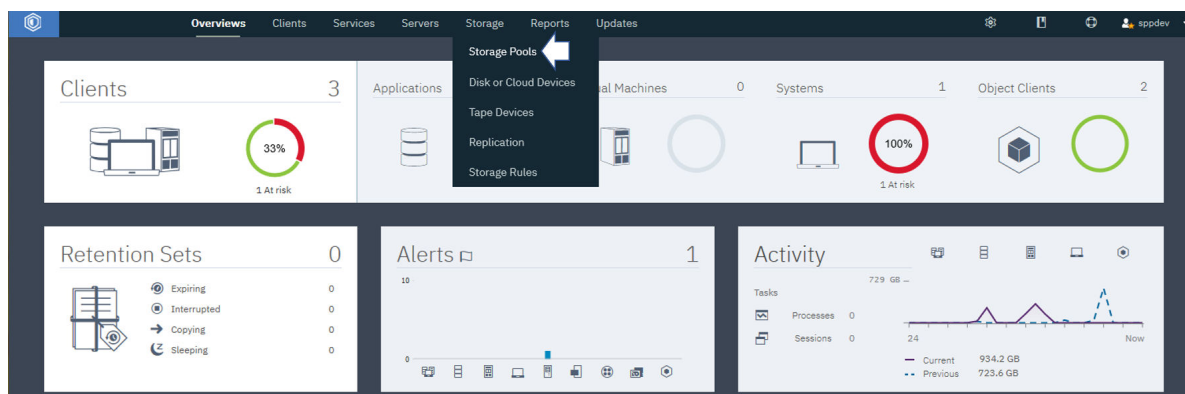 Overviews Clients Services Servers Storage Reports Updates sppdev
Storage Pools
Disk or Cloud Devices
Tape Devices
Replication
Storage Rules
Clients 3
33%
1 At risk
Applications
ual Machines 0
Systems 1
100%
1 At risk
Object Clients 2
Retention Sets 0
Expiring 0
Interrupted 0
Copying 0
Sleeping 0
Alerts 1
10
0
Activity
729 GB
Tasks
Processes 0
Sessions 0
24 Now
Current 934.2 GB
Previous 723.6 GB